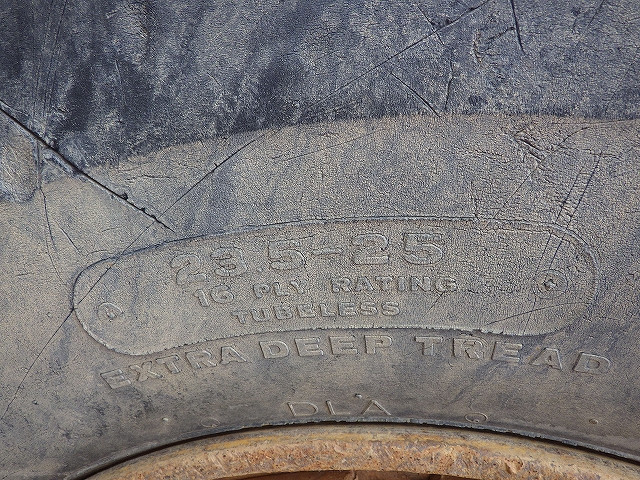 23.5-25
16 PLY RATING
TUBELESS
EXTRA DEEP TREAD
DLA